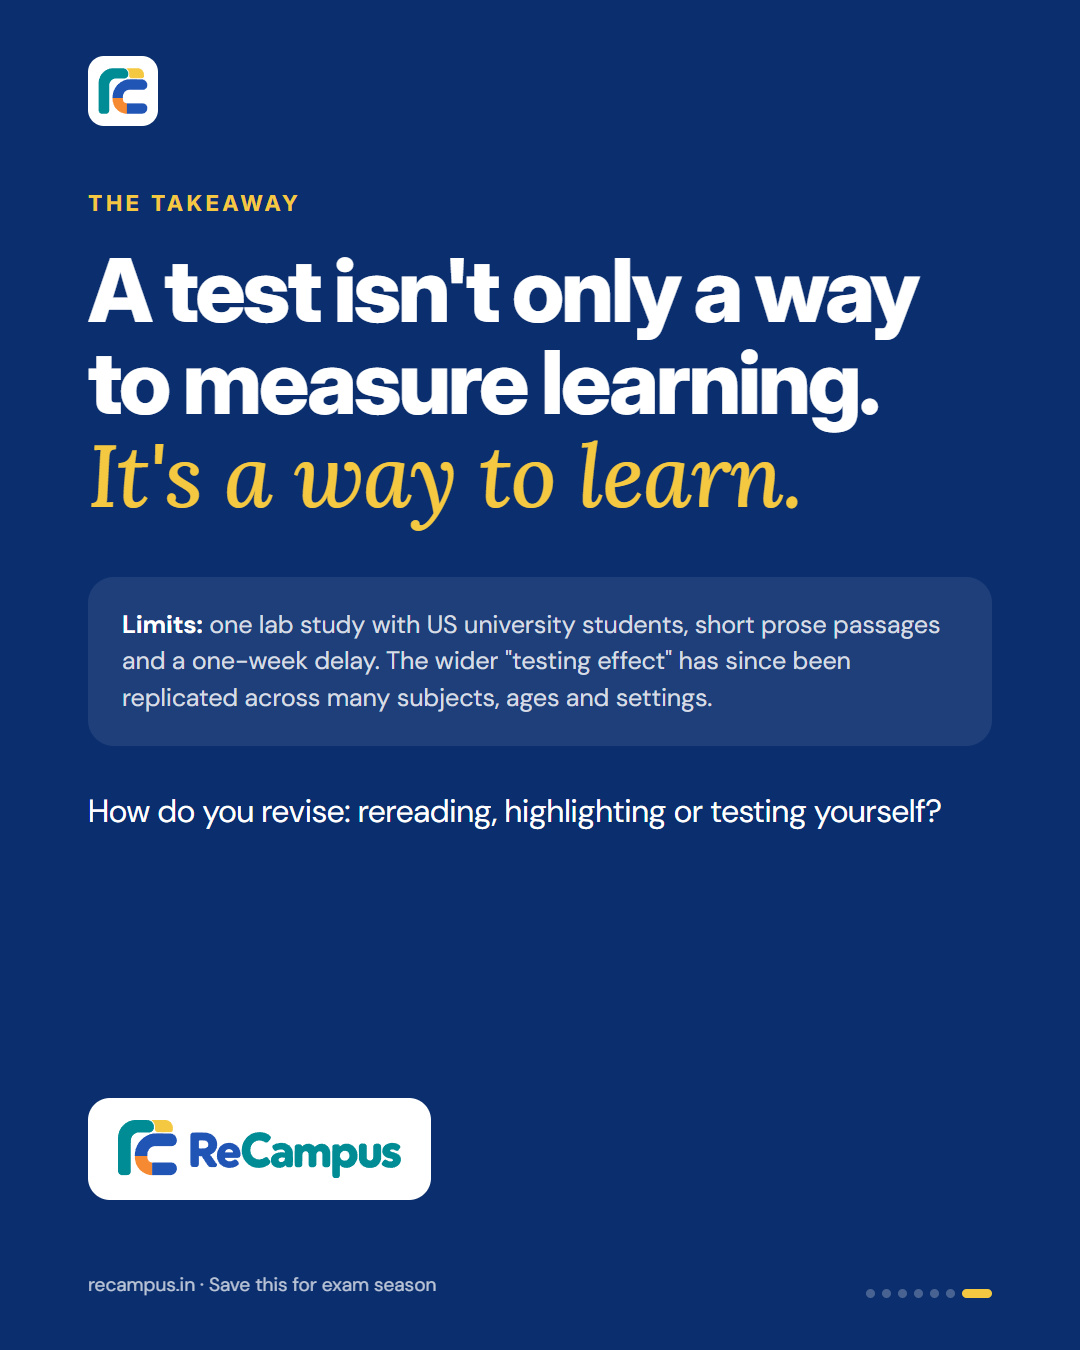 THE TAKEAWAY
A test isn't only a way
to measure learning.
It's a way to learn.
Limits: one lab study with US university students, short prose passages
and a one-week delay. The wider "testing effect" has since been
replicated across many subjects, ages and settings.
How do you revise: rereading, highlighting or testing yourself?
ReCampus
recampus.in · Save this for exam season